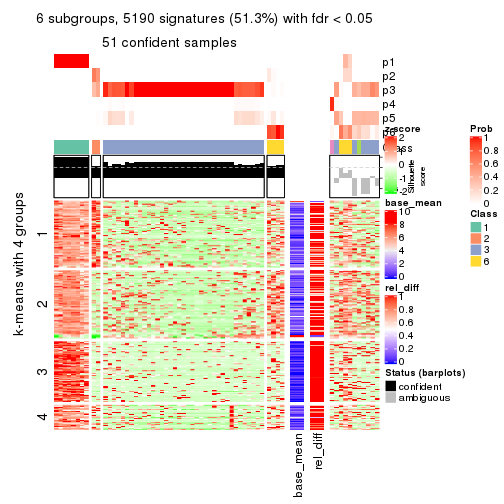 6 subgroups, 5190 signatures (51.3%) with fdr < 0.05
51 confident samples
p1
p2
p3
p4
p5
p6
Class
z-score
2
1
0
-1
-2
Silhouette score
Prob
1
0.8
0.6
0.4
0.2
0
base_mean
10
8
6
4
2
0
Class
1
2
3
6
rel_diff
1
0.8
0.6
0.4
0.2
0
Status (barplots)
confident
ambiguous
k-means with 4 groups
1
2
3
4
base_mean
rel_diff